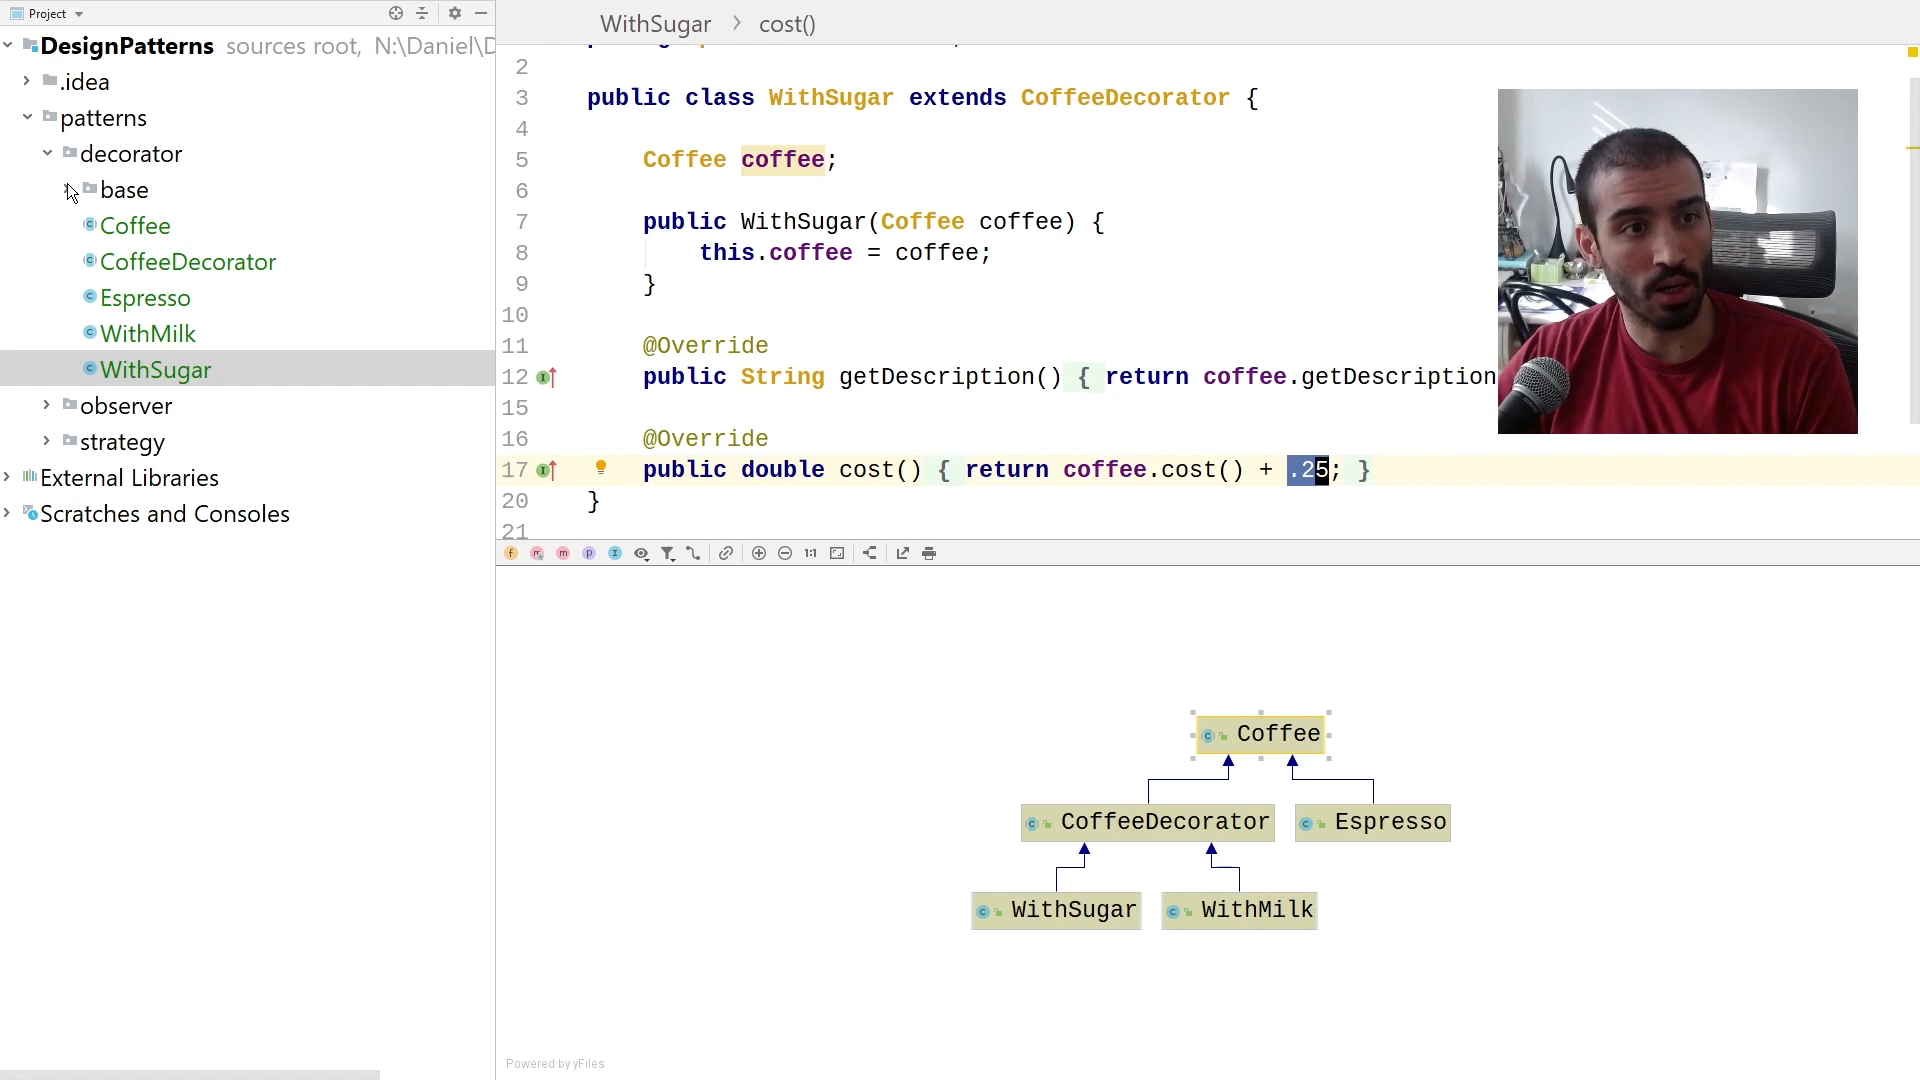 Project
DesignPatterns sources root, N:\Daniel\D
.idea
patterns
decorator
base
Coffee
CoffeeDecorator
Espresso
WithMilk
WithSugar
observer
strategy
External Libraries
Scratches and Consoles
WithSugar > cost()
2
3 public class WithSugar extends CoffeeDecorator {
4
5 Coffee coffee;
6
7 public WithSugar(Coffee coffee) {
8 this.coffee = coffee;
9 }
10
11 @Override
12 public String getDescription() { return coffee.getDescription
15
16 @Override
17 public double cost() { return coffee.cost() + .25; }
20 }
21
1:1
Coffee
CoffeeDecorator
Espresso
WithSugar
WithMilk
Powered by yFiles